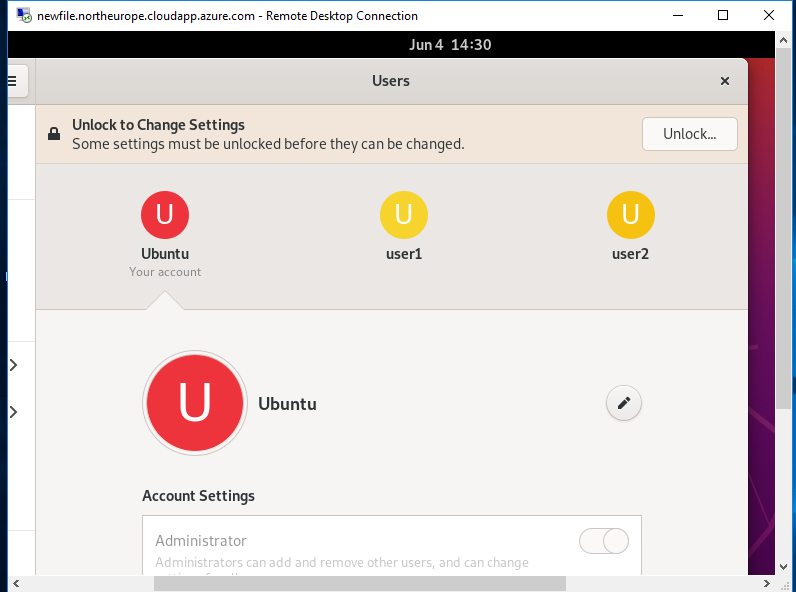 newfile.northeurope.cloudapp.azure.com - Remote Desktop Connection
Jun 4 14:30
Users
Unlock to Change Settings
Some settings must be unlocked before they can be changed.
Unlock...
U U U
Ubuntu user1 user2
Your account
U
Ubuntu
Account Settings
Administrator
Administrators can add and remove other users, and can change